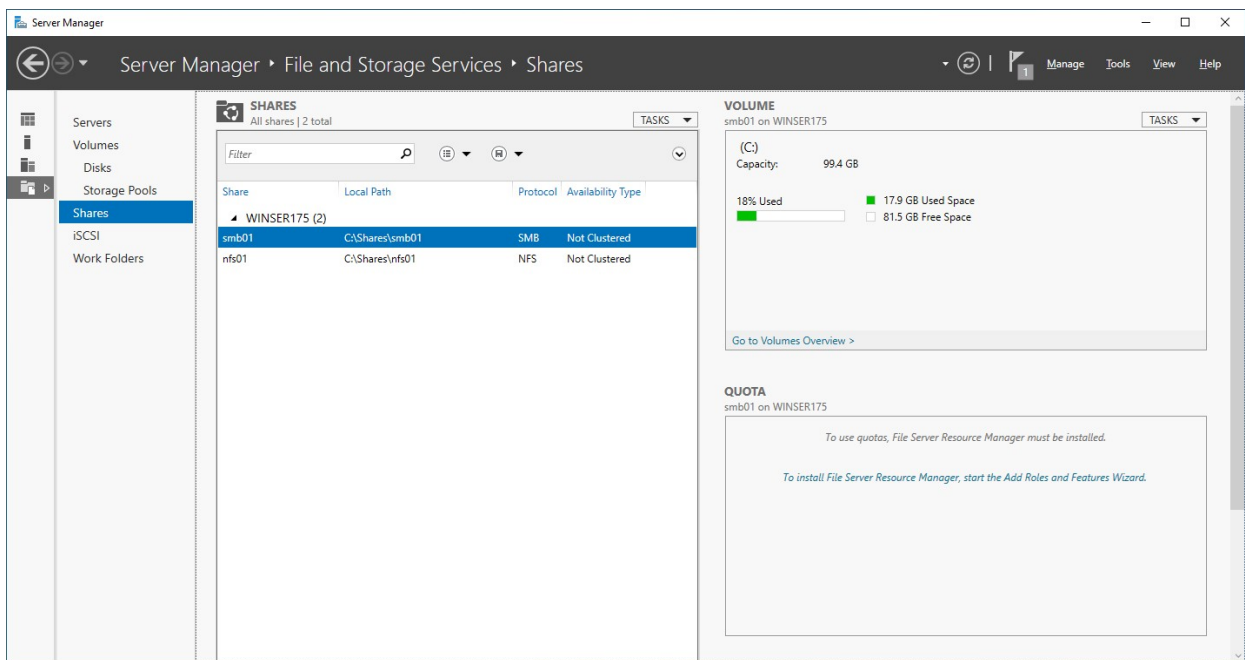 Server Manager
Server Manager ‣ File and Storage Services ‣ Shares
1
Manage Tools View Help
Servers
Volumes
Disks
Storage Pools
Shares
iSCSI
Work Folders
SHARES
All shares | 2 total
TASKS
Filter
Share Local Path Protocol Availability Type
WINSER175 (2)
smb01 C:\Shares\smb01 SMB Not Clustered
nfs01 C:\Shares\nfs01 NFS Not Clustered
VOLUME
smb01 on WINSER175
TASKS
(C:)
Capacity: 99.4 GB
18% Used
17.9 GB Used Space
81.5 GB Free Space
Go to Volumes Overview >
QUOTA
smb01 on WINSER175
To use quotas, File Server Resource Manager must be installed.
To install File Server Resource Manager, start the Add Roles and Features Wizard.